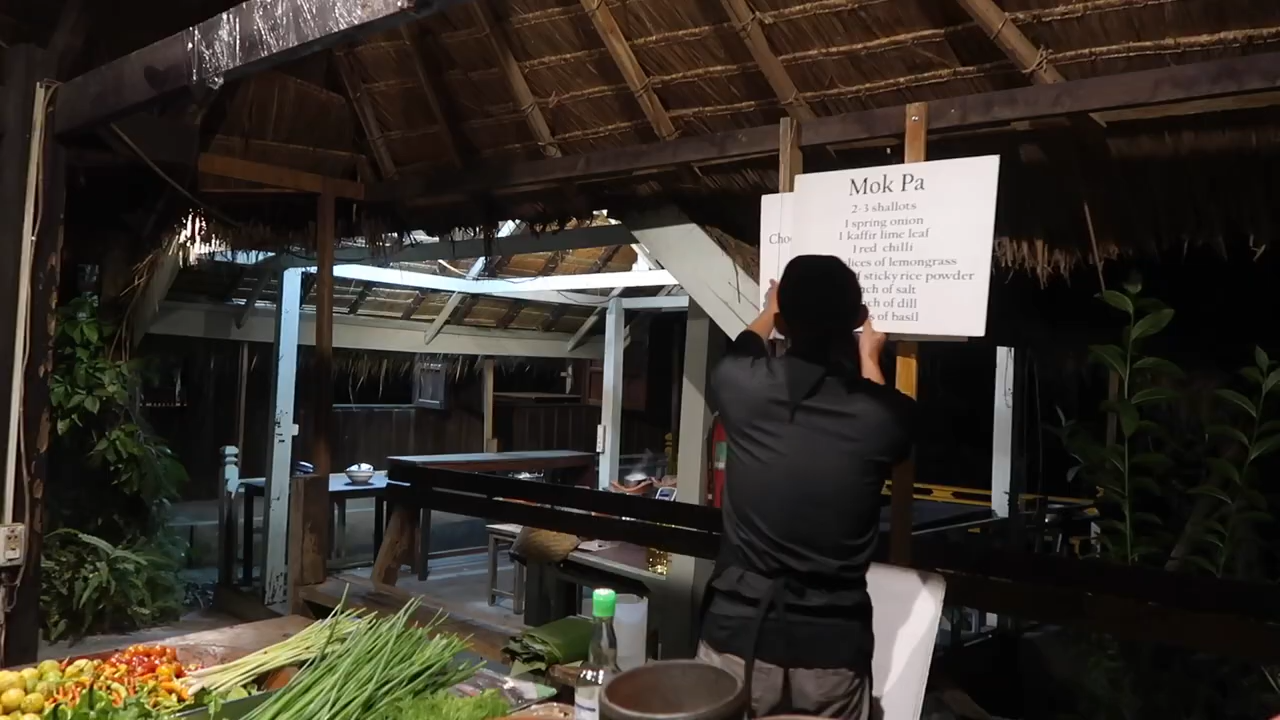 Mok Pa
2-3 shallots
1 spring onion
1 kaffir lime leaf
1 red chilli
lices of lemongrass
f sticky rice powder
nch of salt
ch of dill
s of basil
Cho